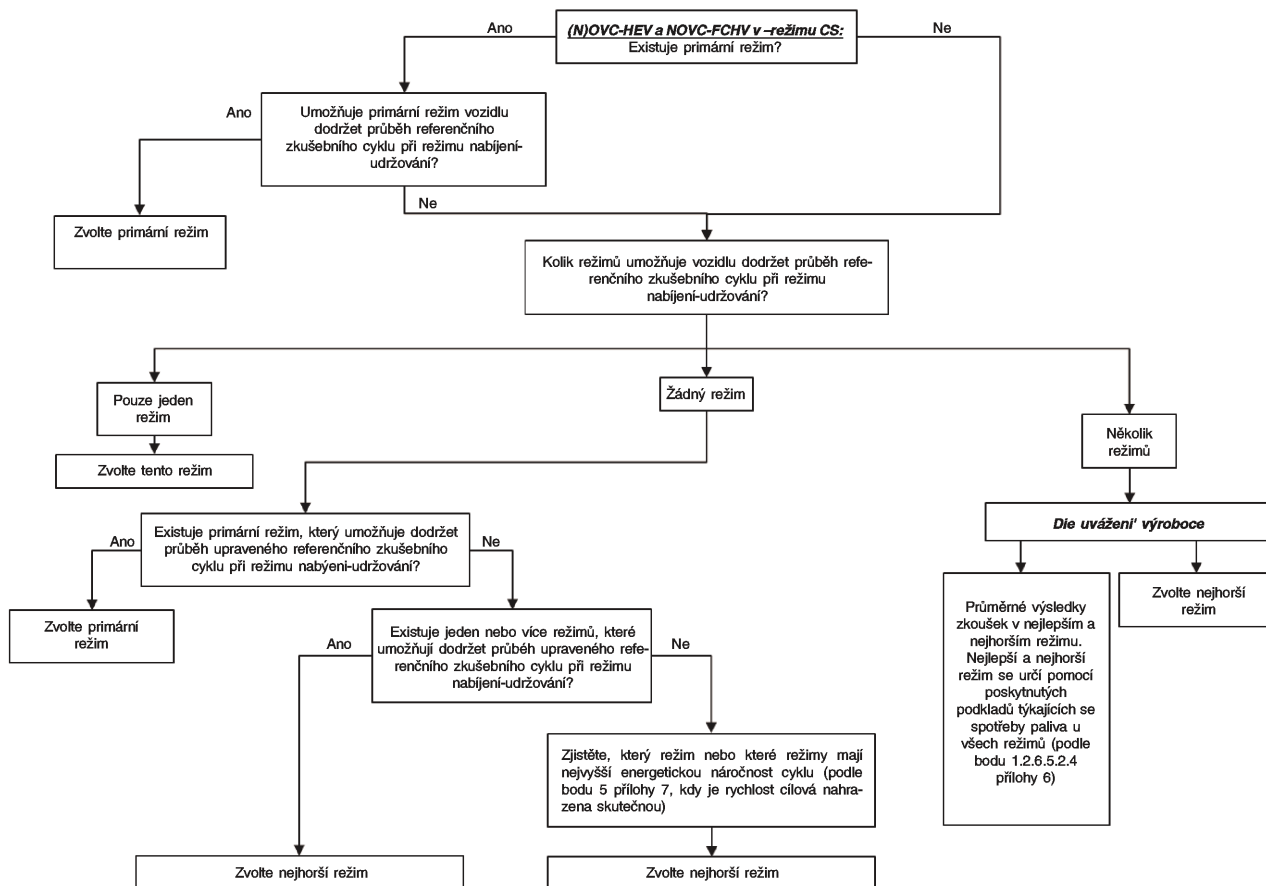 (N)OVC-HEV a NOVC-FCHV v –režimu CS:
Existuje primární režim?
Ano
Ne
Umožňuje primární režim vozidlu
dodržet průběh referenčního
zkušebního cyklu při režimu nabíjení-
udržování?
Ano
Ne
Zvolte primární režim
Kolik režimů umožňuje vozidlu dodržet průběh refe-
renčního zkušebního cyklu při režimu
nabíjení-udržování?
Pouze jeden
režim
Žádný režim
Několik
režimů
Zvolte tento režim
Die uvážení' výroboce
Existuje primární režim, který umožňuje dodržet
průběh upraveného referenčního zkušebního
cyklu při režimu nabýeni-udržování?
Ano
Ne
Zvolte primární
režim
Průměrné výsledky
zkoušek v nejlepším a
nejhorším režimu.
Nejlepší a nejhorší
režim se určí pomocí
poskytnutých
podkladů týkajících se
spotřeby paliva u
všech režimů (podle
bodu 1.2.6.5.2.4
přílohy 6)
Zvolte nejhorší
režim
Existuje jeden nebo více režimů, které
umožňují dodržet průběh upraveného refe-
renčního zkušebního cyklu při režimu
nabíjení-udržování?
Ano
Ne
Zjistěte, který režim nebo které režimy mají
nejvyšší energetickou náročnost cyklu (podle
bodu 5 přílohy 7, kdy je rychlost cílová nahra-
zena skutečnou)
Zvolte nejhorší režim
Zvolte nejhorší režim